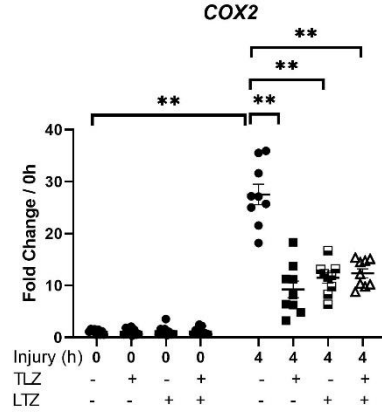 COX2
**
**
** **
Fold Change / 0h
40
30
20
10
0
Injury (h) 0 0 0 0 4 4 4 4
TLZ - + - + - + - +
LTZ - - + + - - + +